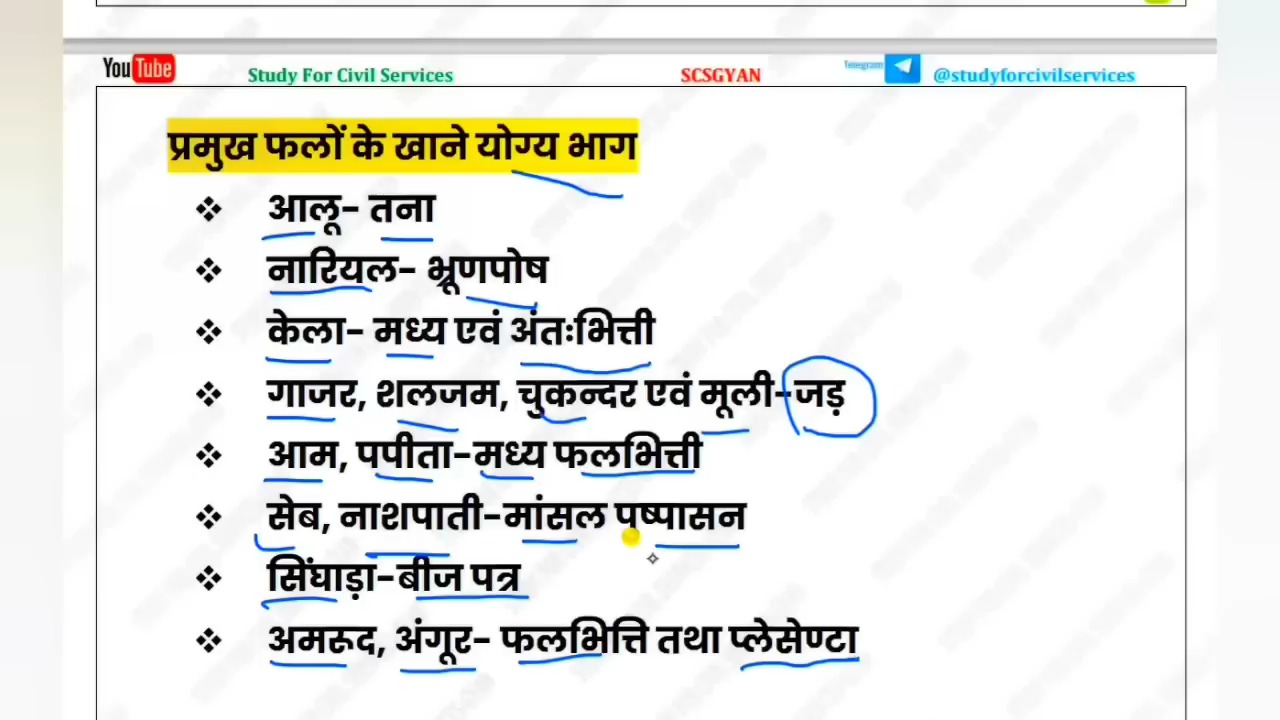 YouTube Study For Civil Services SCSGYAN Telegram @studyforcivilservices
प्रमुख फलों के खाने योग्य भाग
❖ आलू- तना
❖ नारियल- भ्रूणपोष
❖ केला- मध्य एवं अंतःभित्ती
❖ गाजर, शलजम, चुकन्दर एवं मूली-जड़
❖ आम, पपीता-मध्य फलभित्ती
❖ सेब, नाशपाती-मांसल पुष्पासन
❖ सिंघाड़ा-बीज पत्र
❖ अमरूद, अंगूर- फलभित्ति तथा प्लेसेण्टा